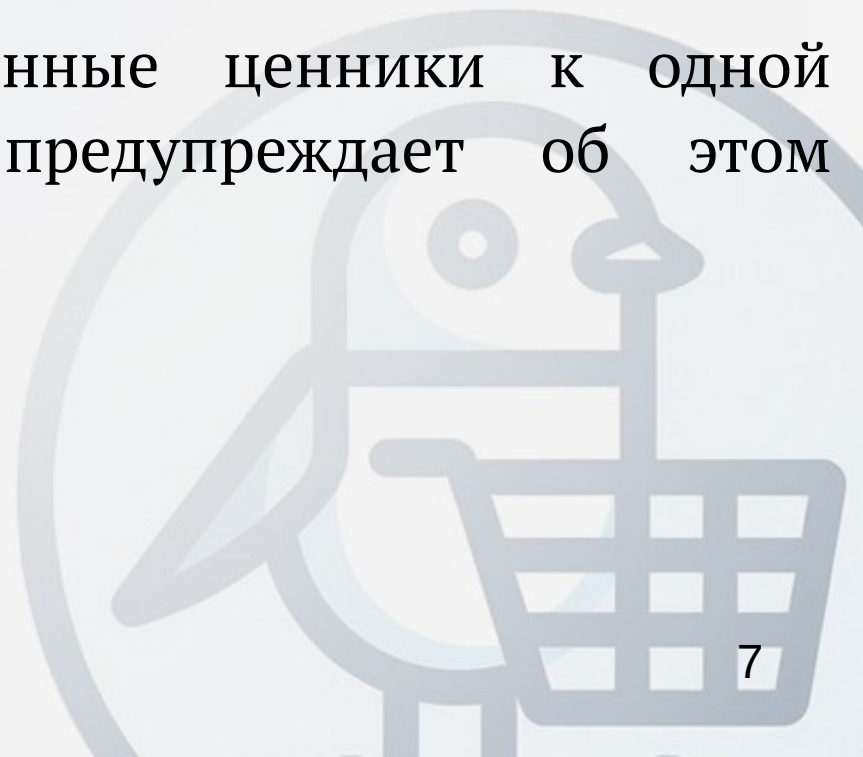 нные ценники к одной
предупреждает об этом
7